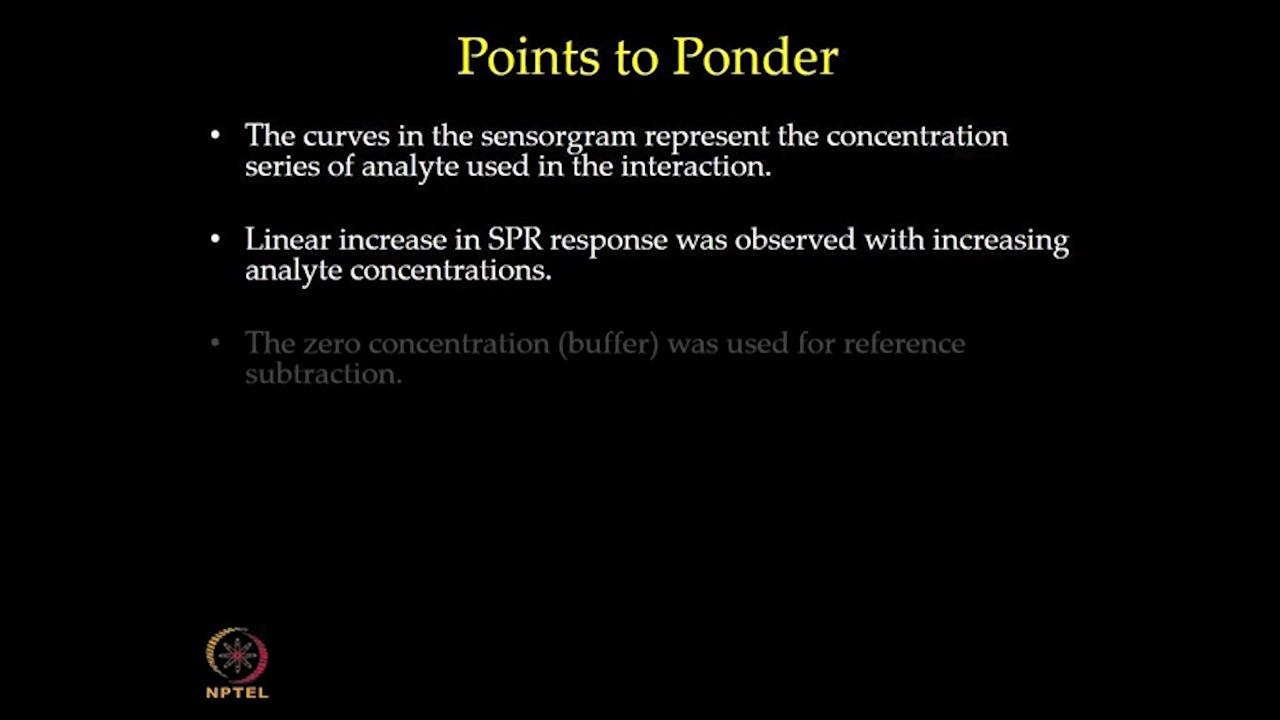 Points to Ponder
• The curves in the sensorgram represent the concentration
series of analyte used in the interaction.
• Linear increase in SPR response was observed with increasing
analyte concentrations.
• The zero concentration (buffer) was used for reference
subtraction.
NPTEL